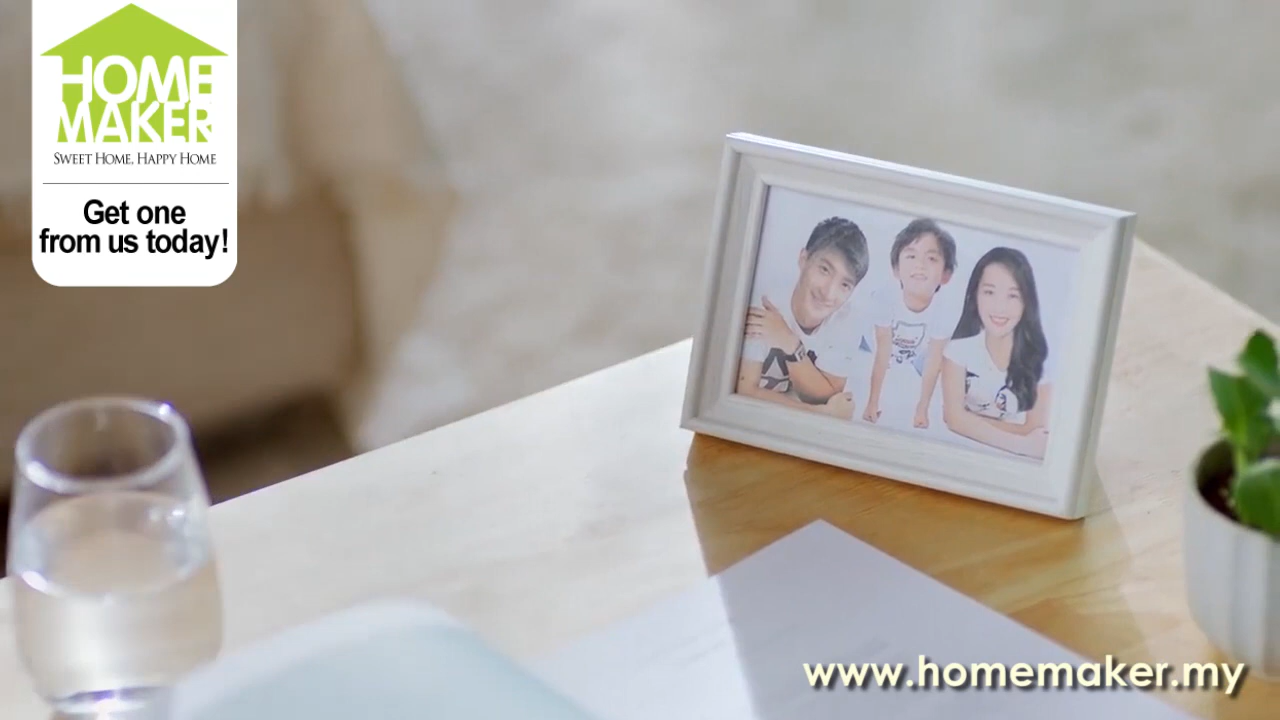 HOME
MAKER
SWEET HOME, HAPPY HOME
Get one
from us today!
www.homemaker.my